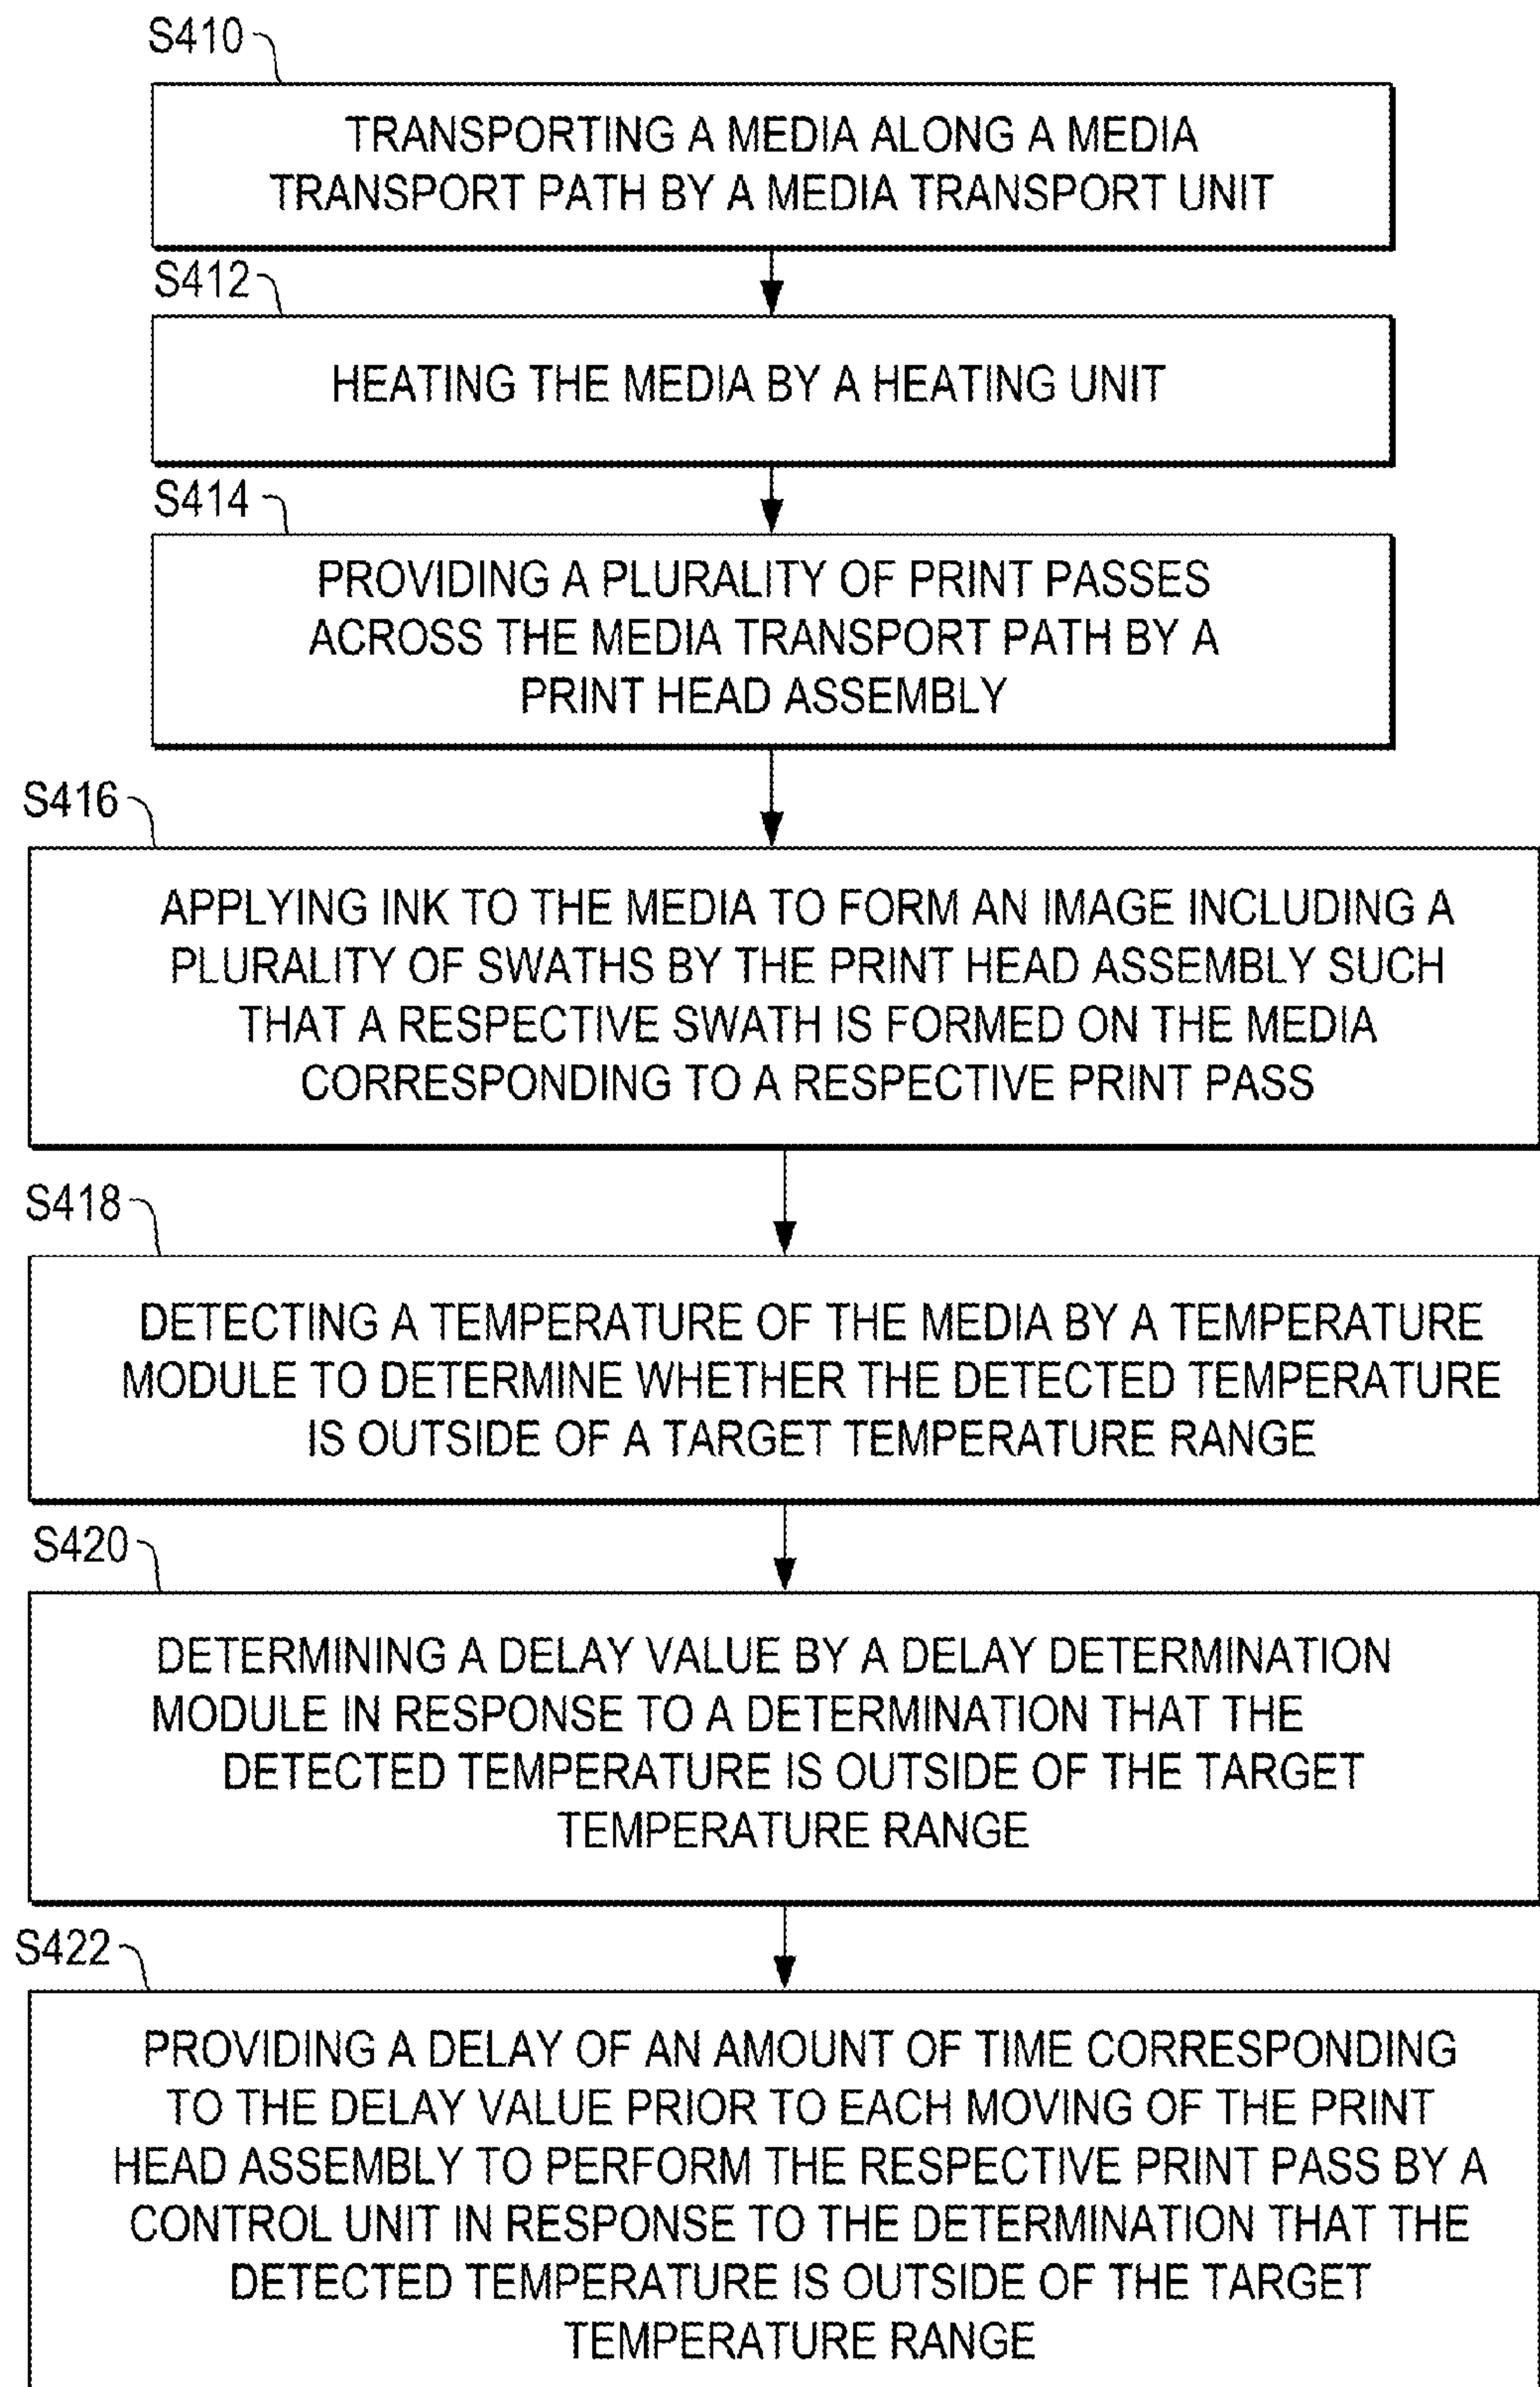 S410
TRANSPORTING A MEDIA ALONG A MEDIA
TRANSPORT PATH BY A MEDIA TRANSPORT UNIT
S412
HEATING THE MEDIA BY A HEATING UNIT
S414
PROVIDING A PLURALITY OF PRINT PASSES
ACROSS THE MEDIA TRANSPORT PATH BY A
PRINT HEAD ASSEMBLY
S416
APPLYING INK TO THE MEDIA TO FORM AN IMAGE INCLUDING A
PLURALITY OF SWATHS BY THE PRINT HEAD ASSEMBLY SUCH
THAT A RESPECTIVE SWATH IS FORMED ON THE MEDIA
CORRESPONDING TO A RESPECTIVE PRINT PASS
S418
DETECTING A TEMPERATURE OF THE MEDIA BY A TEMPERATURE
MODULE TO DETERMINE WHETHER THE DETECTED TEMPERATURE
IS OUTSIDE OF A TARGET TEMPERATURE RANGE
S420
DETERMINING A DELAY VALUE BY A DELAY DETERMINATION
MODULE IN RESPONSE TO A DETERMINATION THAT THE
DETECTED TEMPERATURE IS OUTSIDE OF THE TARGET
TEMPERATURE RANGE
S422
PROVIDING A DELAY OF AN AMOUNT OF TIME CORRESPONDING
TO THE DELAY VALUE PRIOR TO EACH MOVING OF THE PRINT
HEAD ASSEMBLY TO PERFORM THE RESPECTIVE PRINT PASS BY A
CONTROL UNIT IN RESPONSE TO THE DETERMINATION THAT THE
DETECTED TEMPERATURE IS OUTSIDE OF THE TARGET
TEMPERATURE RANGE